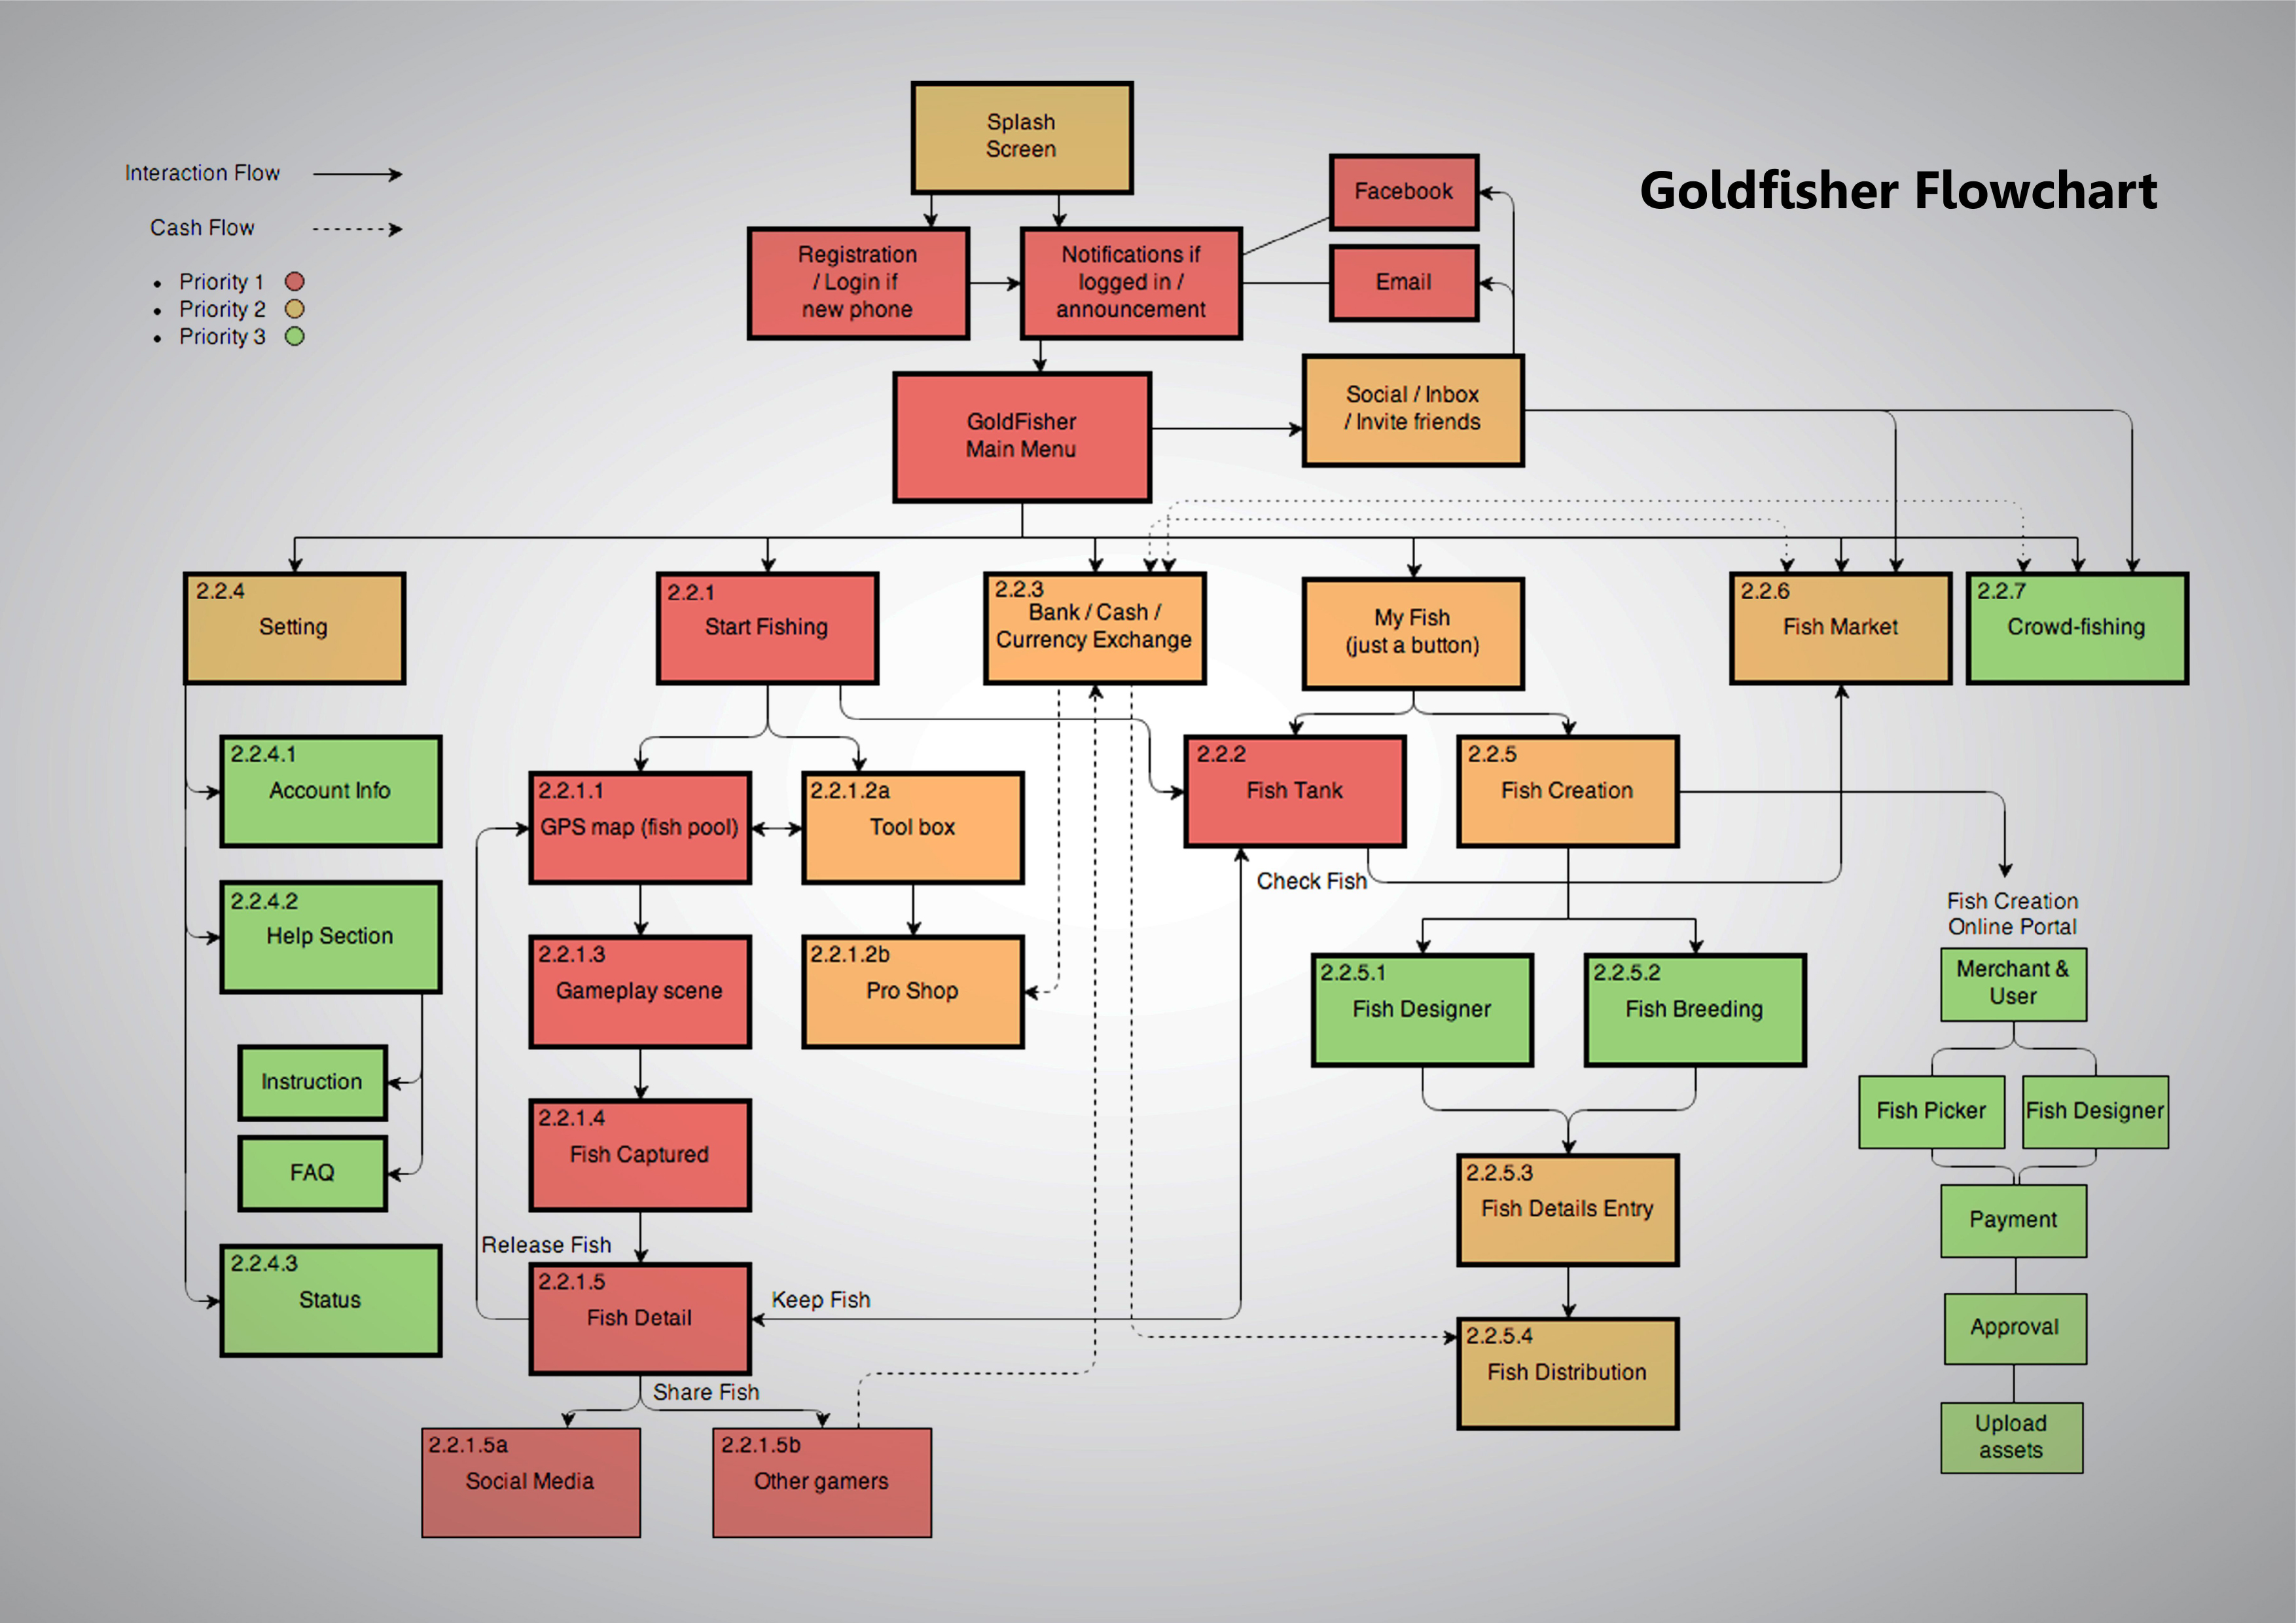 Goldfisher Flowchart
Interaction Flow
Cash Flow
• Priority 1
• Priority 2
• Priority 3
Splash
Screen
Registration
/ Login if
new phone
Notifications if
logged in /
announcement
Facebook
Email
GoldFisher
Main Menu
Social / Inbox
/ Invite friends
2.2.4
Setting
2.2.1
Start Fishing
2.2.3
Bank / Cash /
Currency Exchange
My Fish
(just a button)
2.2.6
Fish Market
2.2.7
Crowd-fishing
2.2.4.1
Account Info
2.2.4.2
Help Section
Instruction
FAQ
2.2.4.3
Status
2.2.1.1
GPS map (fish pool)
2.2.1.2a
Tool box
2.2.1.3
Gameplay scene
2.2.1.2b
Pro Shop
2.2.1.4
Fish Captured
Release Fish
2.2.1.5
Fish Detail
Keep Fish
Share Fish
2.2.1.5a
Social Media
2.2.1.5b
Other gamers
2.2.2
Fish Tank
Check Fish
2.2.5
Fish Creation
2.2.5.1
Fish Designer
2.2.5.2
Fish Breeding
2.2.5.3
Fish Details Entry
2.2.5.4
Fish Distribution
Fish Creation
Online Portal
Merchant &
User
Fish Picker
Fish Designer
Payment
Approval
Upload
assets